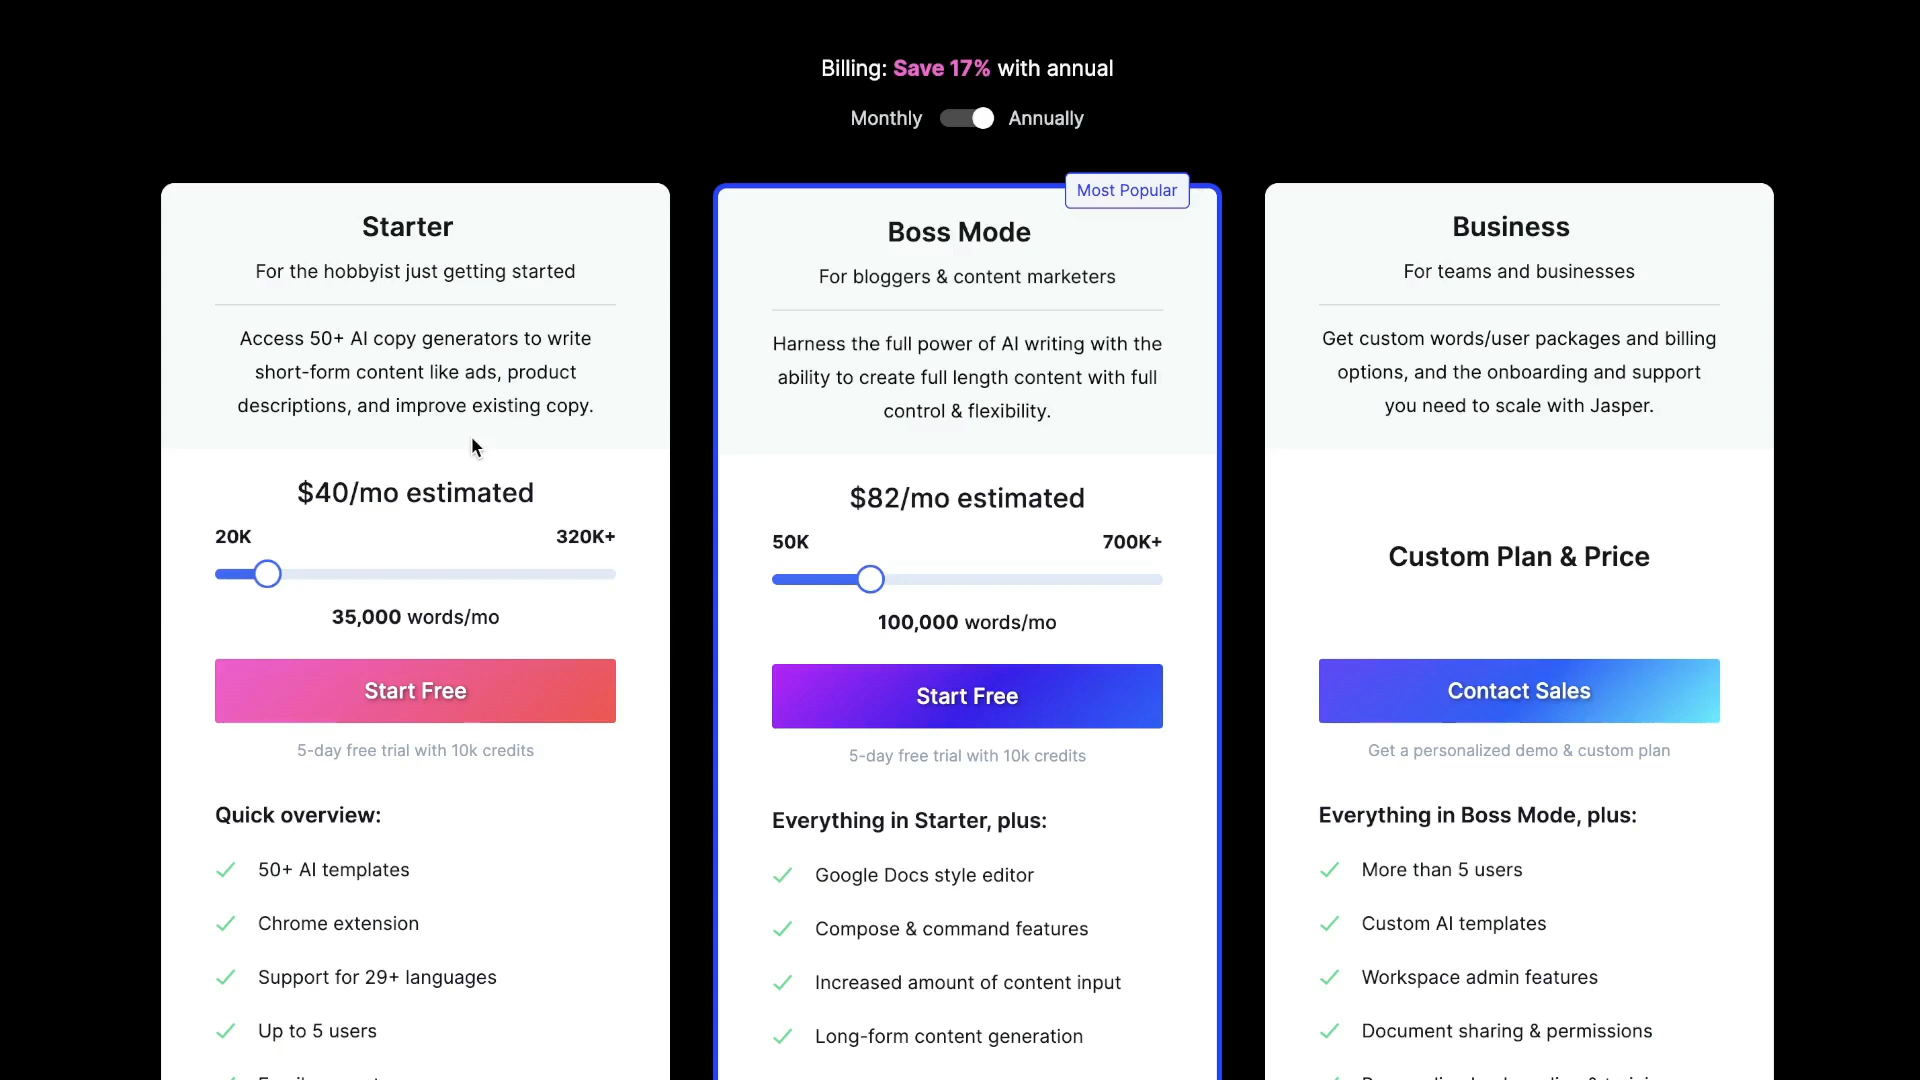 Billing: Save 17% with annual
Monthly Annually
Starter
For the hobbyist just getting started
Access 50+ AI copy generators to write
short-form content like ads, product
descriptions, and improve existing copy.
$40/mo estimated
20K 320K+
35,000 words/mo
Start Free
5-day free trial with 10k credits
Quick overview:
50+ AI templates
Chrome extension
Support for 29+ languages
Up to 5 users
Most Popular
Boss Mode
For bloggers & content marketers
Harness the full power of AI writing with the
ability to create full length content with full
control & flexibility.
$82/mo estimated
50K 700K+
100,000 words/mo
Start Free
5-day free trial with 10k credits
Everything in Starter, plus:
Google Docs style editor
Compose & command features
Increased amount of content input
Long-form content generation
Business
For teams and businesses
Get custom words/user packages and billing
options, and the onboarding and support
you need to scale with Jasper.
Custom Plan & Price
Contact Sales
Get a personalized demo & custom plan
Everything in Boss Mode, plus:
More than 5 users
Custom AI templates
Workspace admin features
Document sharing & permissions